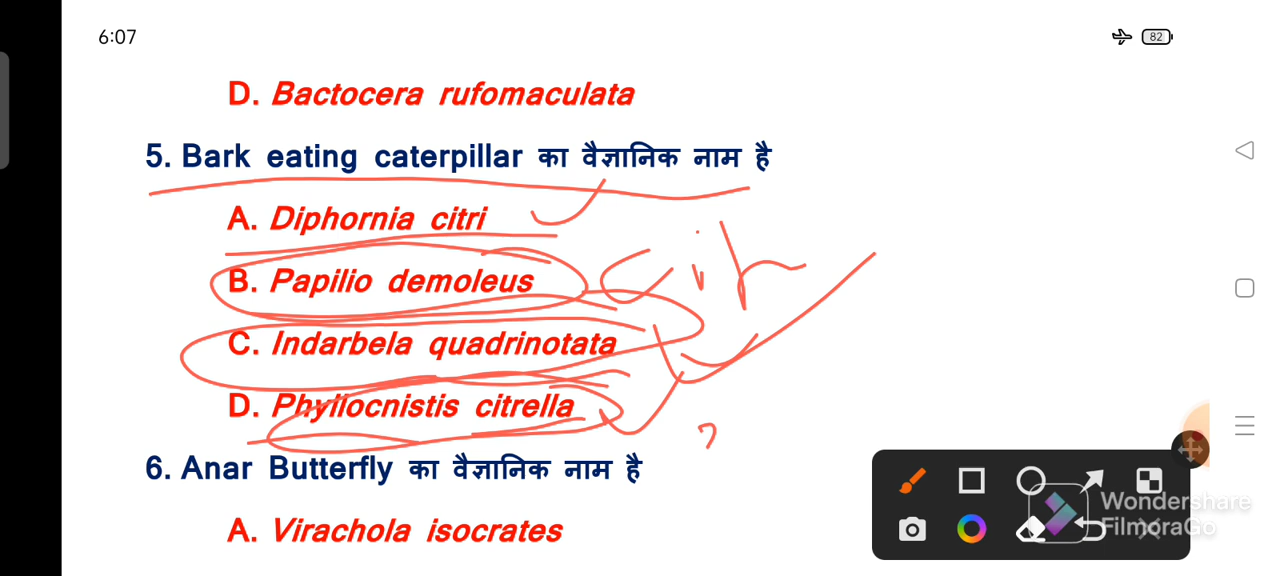 6:07
82
D. Bactocera rufomaculata
5. Bark eating caterpillar का वैज्ञानिक नाम है
A. Diphornia citri
B. Papilio demoleus
C. Indarbela quadrinotata
D. Phyllocnistis citrella
6. Anar Butterfly का वैज्ञानिक नाम है
A. Virachola isocrates
Wondershare
FilmoraGo